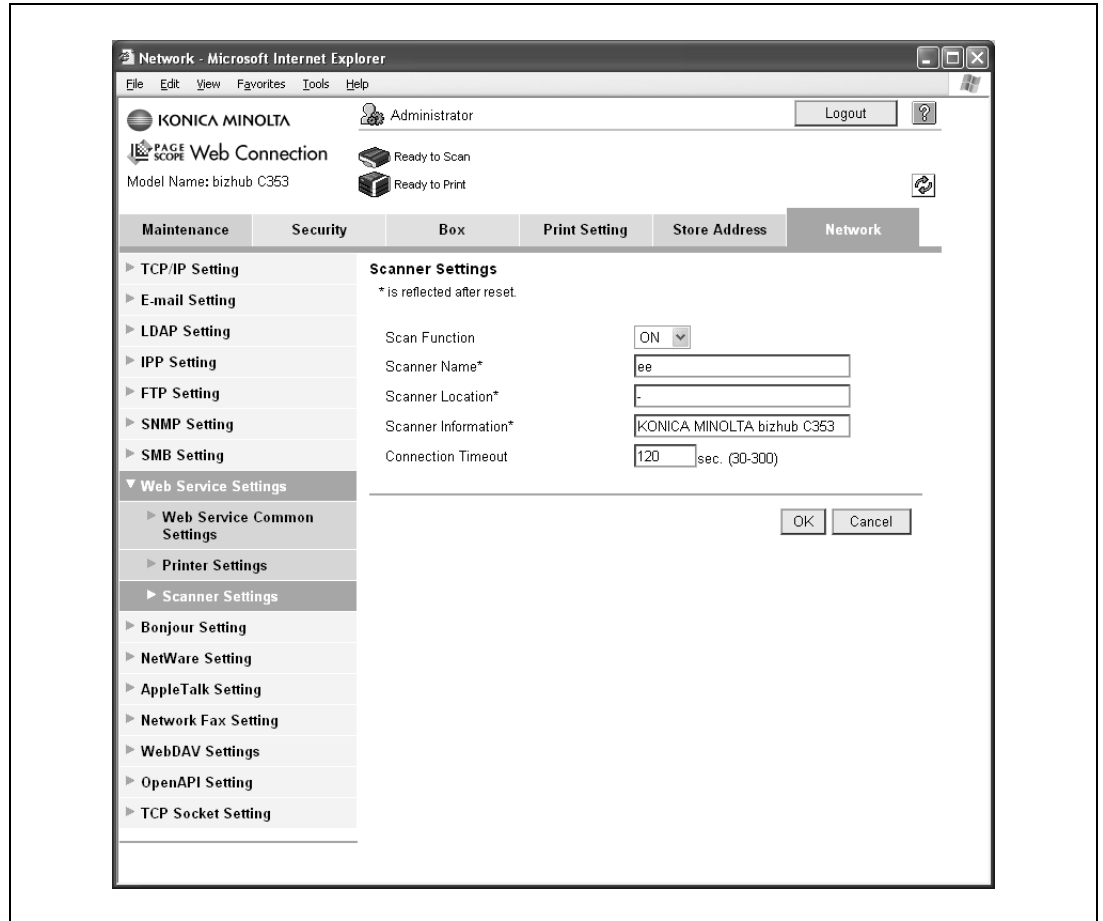 Network - Microsoft Internet Explorer
File Edit View Favorites Tools Help
KONICA MINOLTA
Administrator
Logout
?
PAGE SCOPE Web Connection
Ready to Scan
Model Name: bizhub C353
Ready to Print
Maintenance Security Box Print Setting Store Address Network
TCP/IP Setting
E-mail Setting
LDAP Setting
IPP Setting
FTP Setting
SNMP Setting
SMB Setting
Web Service Settings
Web Service Common
Settings
Printer Settings
Scanner Settings
Bonjour Setting
NetWare Setting
AppleTalk Setting
Network Fax Setting
WebDAV Settings
OpenAPI Setting
TCP Socket Setting
Scanner Settings
* is reflected after reset.
Scan Function ON
Scanner Name* ee
Scanner Location* -
Scanner Information* KONICA MINOLTA bizhub C353
Connection Timeout 120 sec. (30-300)
OK Cancel